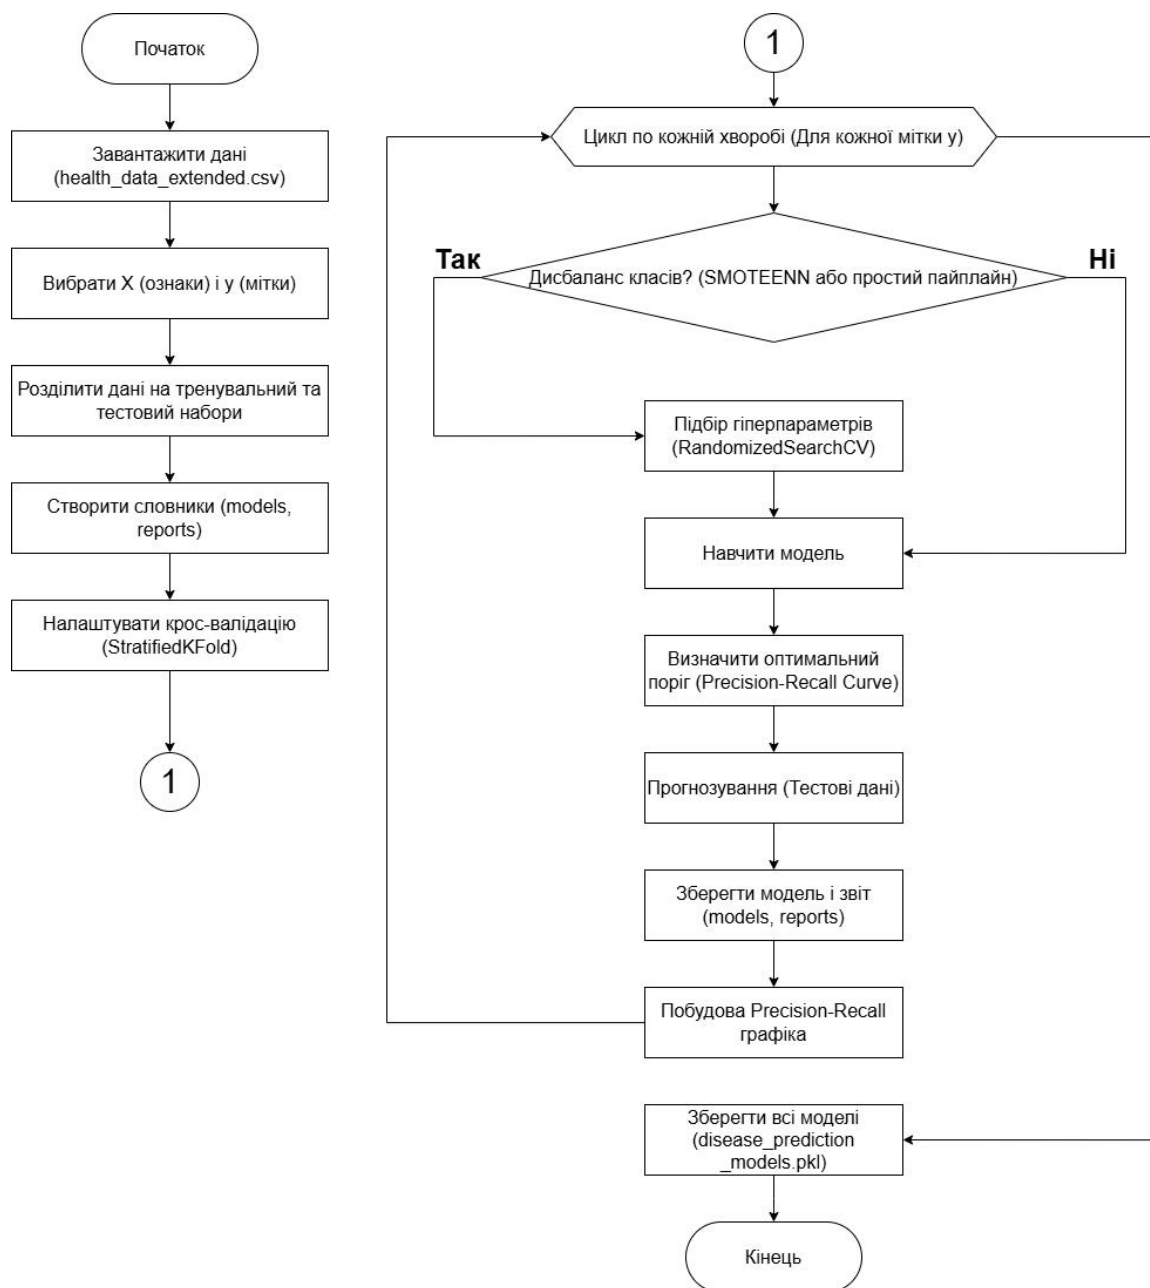 Початок
Завантажити дані
(health_data_extended.csv)
Вибрати X (ознаки) і y (мітки)
Розділити дані на тренувальний та
тестовий набори
Створити словники (models,
reports)
Налаштувати крос-валідацію
(StratifiedKFold)
1
1
Цикл по кожній хворобі (Для кожної мітки y)
Дисбаланс класів? (SMOTEENN або простий пайплайн)
Так
Ні
Підбір гіперпараметрів
(RandomizedSearchCV)
Навчити модель
Визначити оптимальний
поріг (Precision-Recall Curve)
Прогнозування (Тестові дані)
Зберегти модель і звіт
(models, reports)
Побудова Precision-Recall
графіка
Зберегти всі моделі
(disease_prediction
_models.pkl)
Кінець